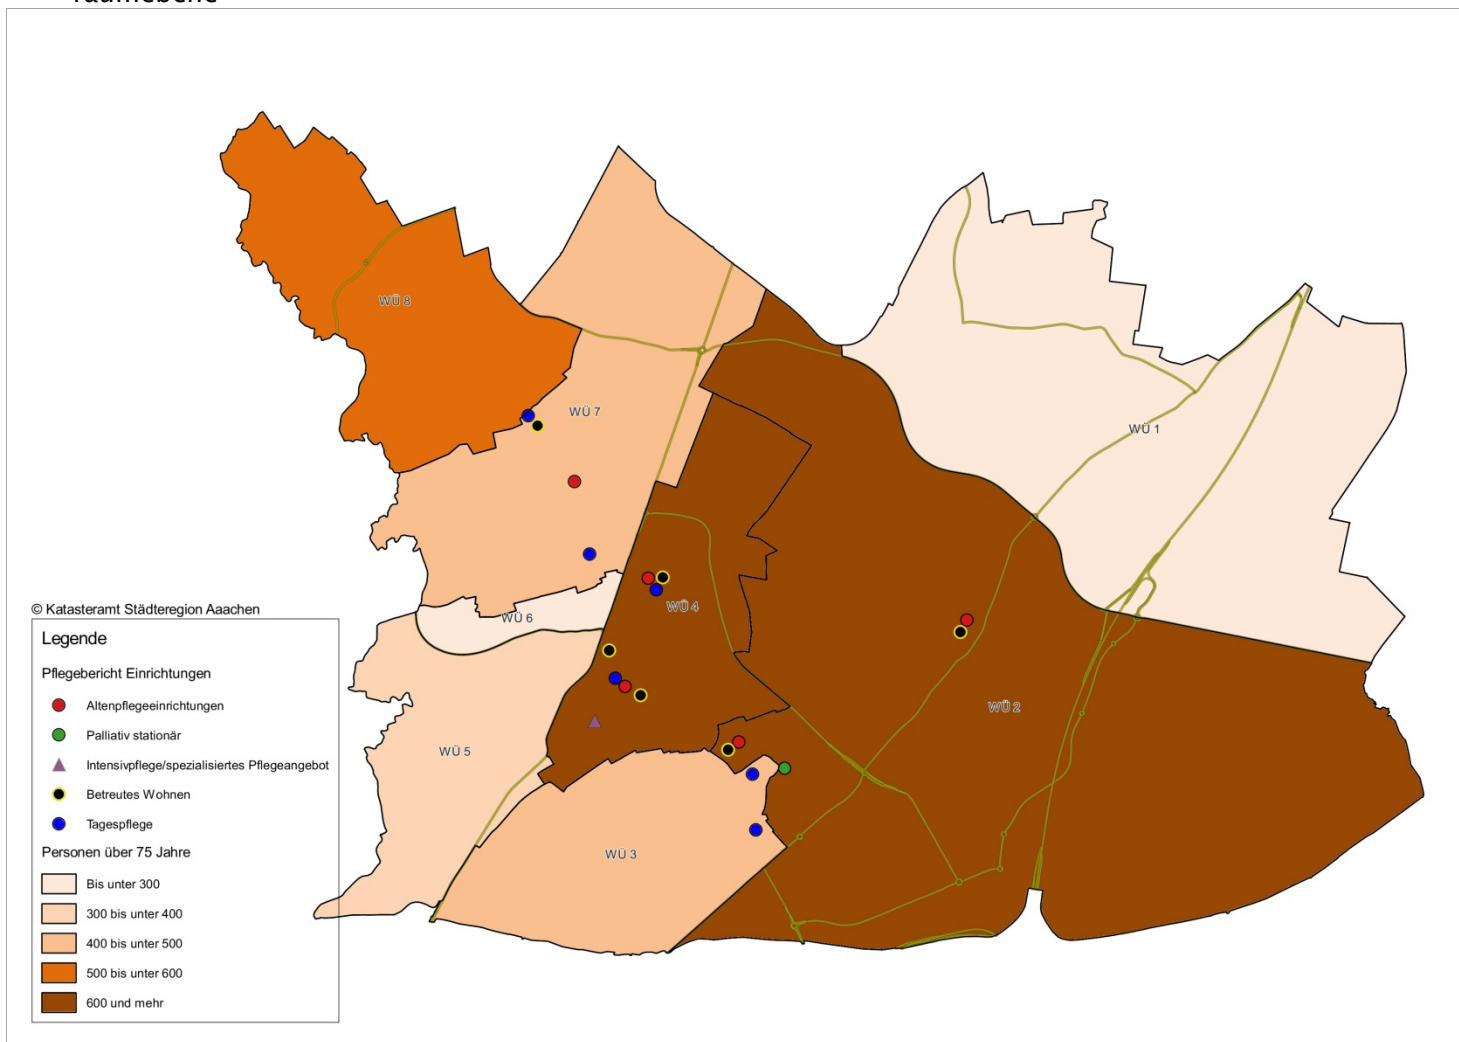 raumebene
WÜ 8
WÜ 7
WÜ 1
WÜ 6
WÜ 4
WÜ 2
WÜ 5
WÜ 3
© Katasteramt Städteregion Aaachen
Legende
Pflegebericht Einrichtungen
Altenpflegeeinrichtungen
Palliativ stationär
Intensivpflege/spezialisiertes Pflegeangebot
Betreutes Wohnen
Tagespflege
Personen über 75 Jahre
Bis unter 300
300 bis unter 400
400 bis unter 500
500 bis unter 600
600 und mehr